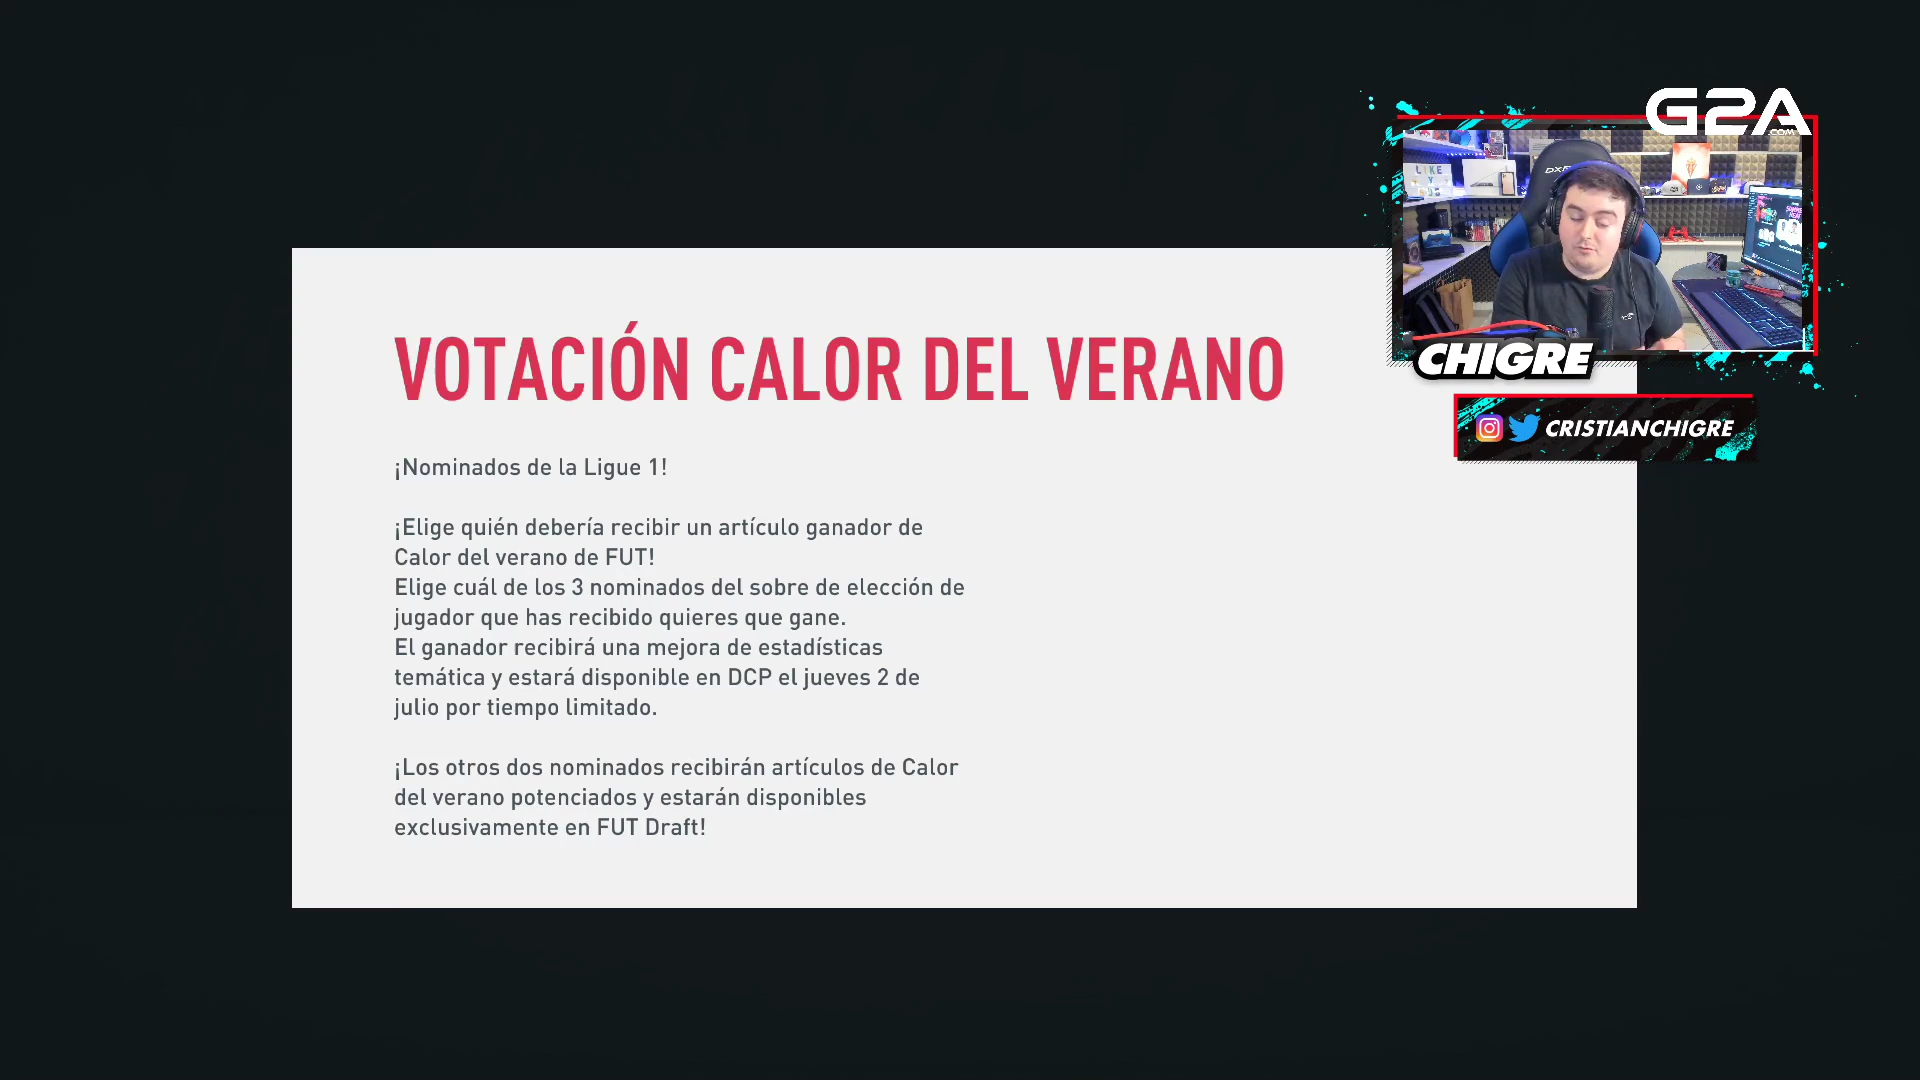 G2A
.COM
LIKE
Y
DXR
VOTACIÓN CALOR DEL VERANO
CHIGRE
CRISTIANCHIGRE
¡Nominados de la Ligue 1!
¡Elige quién debería recibir un artículo ganador de
Calor del verano de FUT!
Elige cuál de los 3 nominados del sobre de elección de
jugador que has recibido quieres que gane.
El ganador recibirá una mejora de estadísticas
temática y estará disponible en DCP el jueves 2 de
julio por tiempo limitado.
¡Los otros dos nominados recibirán artículos de Calor
del verano potenciados y estarán disponibles
exclusivamente en FUT Draft!